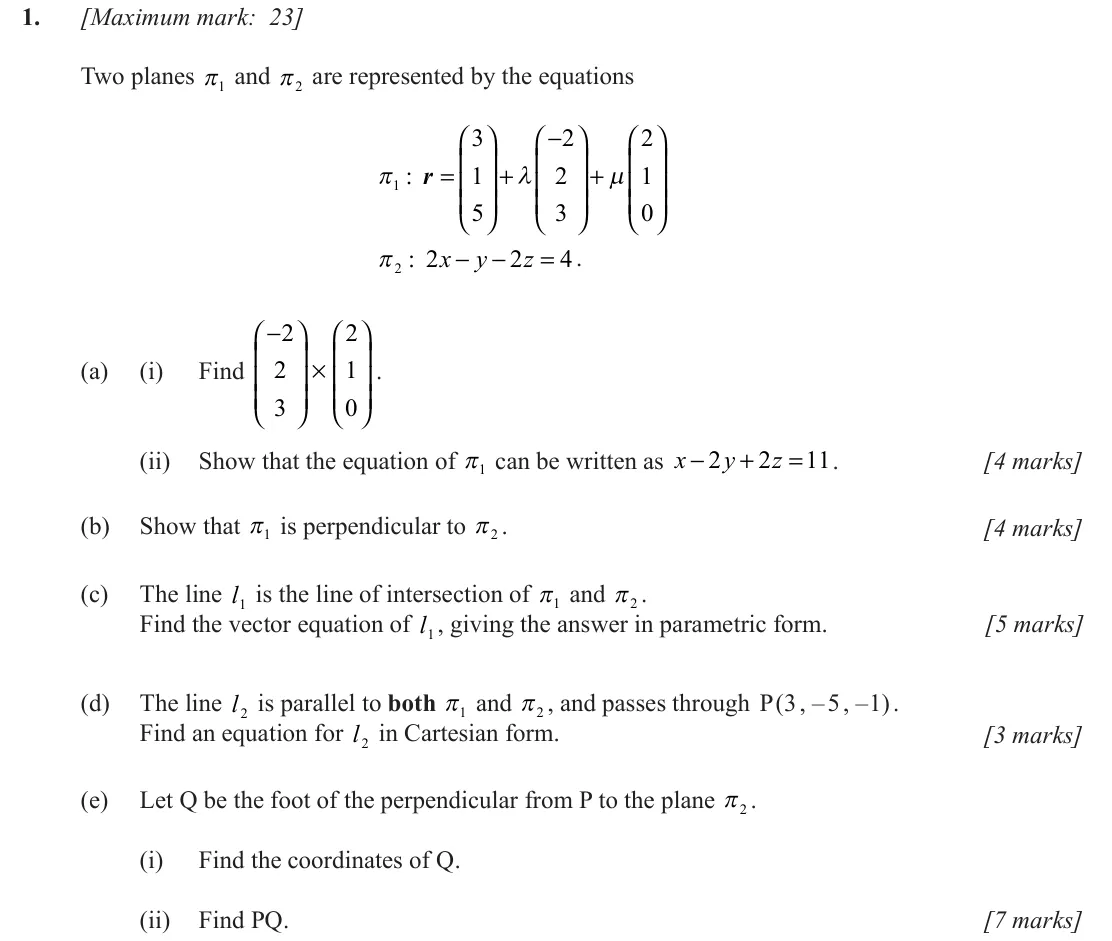 1. [Maximum mark: 23]
Two planes π₁ and π₂ are represented by the equations
π₁ : r = (3 1 5) + λ (−2 2 3) + μ (2 1 0)
π₂ : 2x − y − 2z = 4 .
(a) (i) Find (−2 2 3) × (2 1 0) .
(ii) Show that the equation of π₁ can be written as x − 2y + 2z = 11 . [4 marks]
(b) Show that π₁ is perpendicular to π₂ . [4 marks]
(c) The line l₁ is the line of intersection of π₁ and π₂ .
Find the vector equation of l₁ , giving the answer in parametric form. [5 marks]
(d) The line l₂ is parallel to both π₁ and π₂ , and passes through P(3 , −5 , −1) .
Find an equation for l₂ in Cartesian form. [3 marks]
(e) Let Q be the foot of the perpendicular from P to the plane π₂ .
(i) Find the coordinates of Q.
(ii) Find PQ. [7 marks]